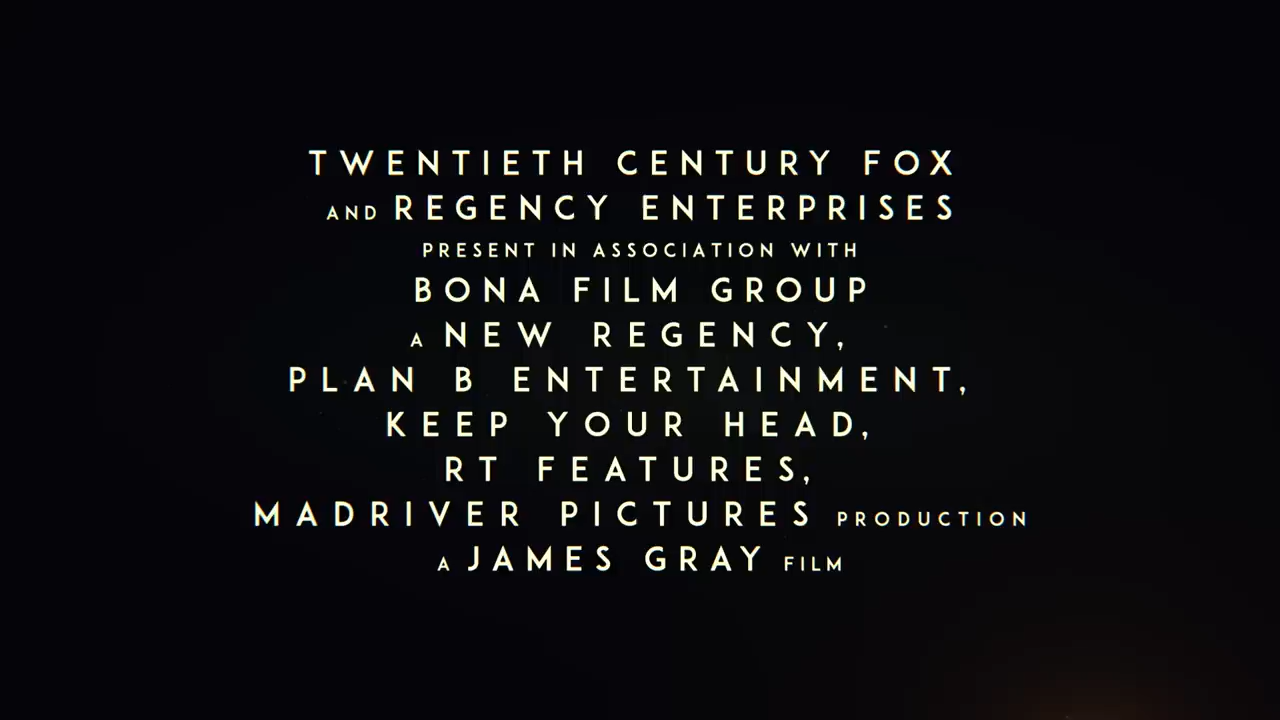 TWENTIETH CENTURY FOX
AND REGENCY ENTERPRISES
PRESENT IN ASSOCIATION WITH
BONA FILM GROUP
A NEW REGENCY,
PLAN B ENTERTAINMENT,
KEEP YOUR HEAD,
RT FEATURES,
MADRIVER PICTURES PRODUCTION
A JAMES GRAY FILM